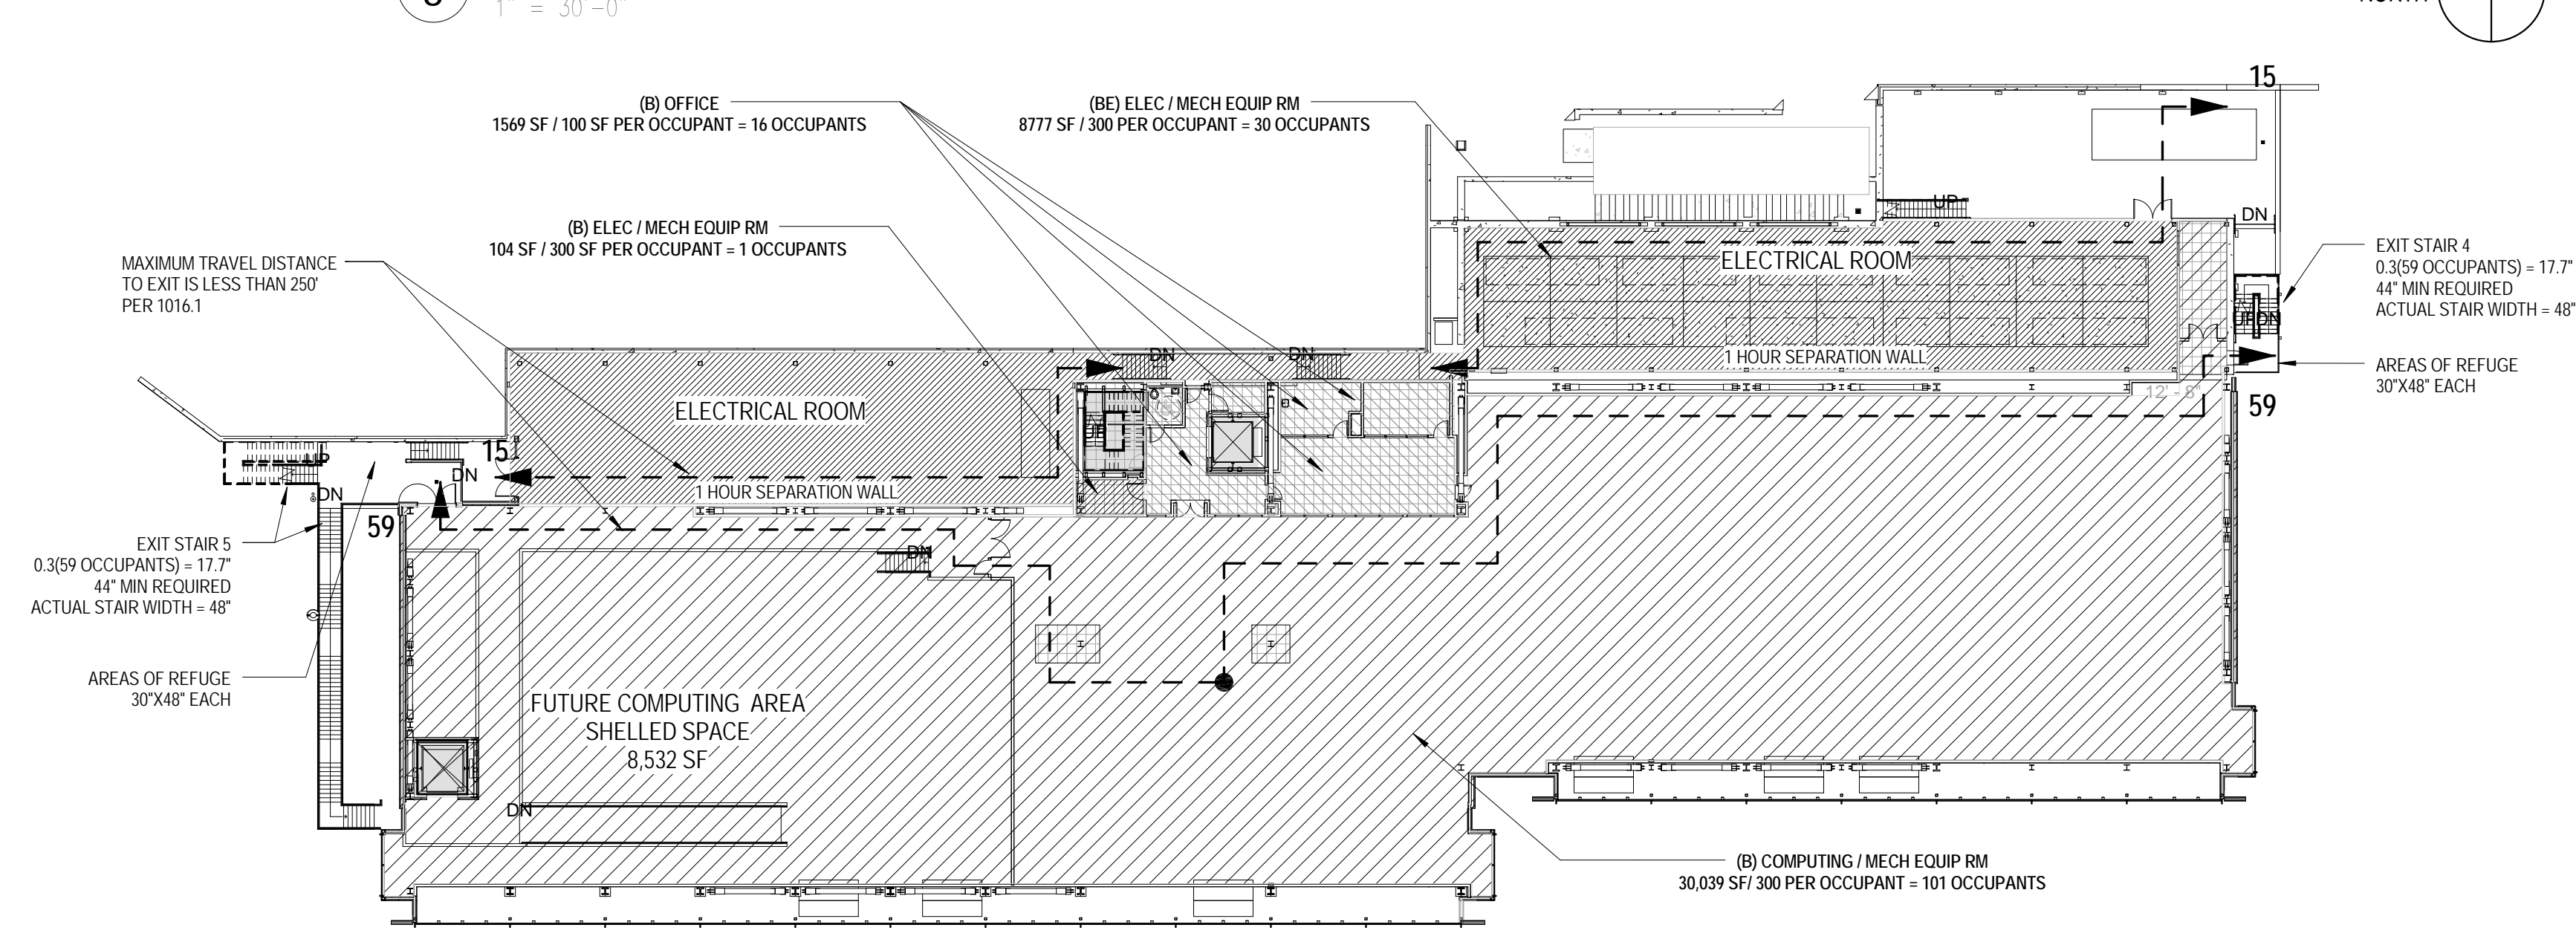 1" = 30'-0"
15
(B) OFFICE
1569 SF / 100 SF PER OCCUPANT = 16 OCCUPANTS
(BE) ELEC / MECH EQUIP RM
8777 SF / 300 PER OCCUPANT = 30 OCCUPANTS
(B) ELEC / MECH EQUIP RM
104 SF / 300 SF PER OCCUPANT = 1 OCCUPANTS
MAXIMUM TRAVEL DISTANCE
TO EXIT IS LESS THAN 250'
PER 1016.1
UP
DN
ELECTRICAL ROOM
EXIT STAIR 4
0.3(59 OCCUPANTS) = 17.7"
44" MIN REQUIRED
ACTUAL STAIR WIDTH = 48"
UP
DN
1 HOUR SEPARATION WALL
AREAS OF REFUGE
30"X48" EACH
DN
DN
12' - 8"
59
ELECTRICAL ROOM
UP
15
UP
DN
DN
1 HOUR SEPARATION WALL
59
EXIT STAIR 5
0.3(59 OCCUPANTS) = 17.7"
44" MIN REQUIRED
ACTUAL STAIR WIDTH = 48"
DN
AREAS OF REFUGE
30"X48" EACH
FUTURE COMPUTING AREA
SHELLED SPACE
8,532 SF
DN
(B) COMPUTING / MECH EQUIP RM
30,039 SF/ 300 PER OCCUPANT = 101 OCCUPANTS